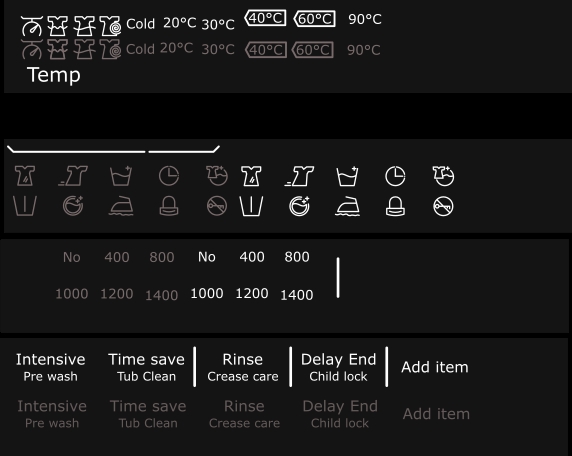 Cold 20°C 30°C 40°C 60°C 90°C
Cold 20°C 30°C 40°C 60°C 90°C
Temp
No 400 800 No 400 800
1000 1200 1400 1000 1200 1400
Intensive Time save Rinse Delay End Add item
Pre wash Tub Clean Crease care Child lock
Intensive Time save Rinse Delay End Add item
Pre wash Tub Clean Crease care Child lock